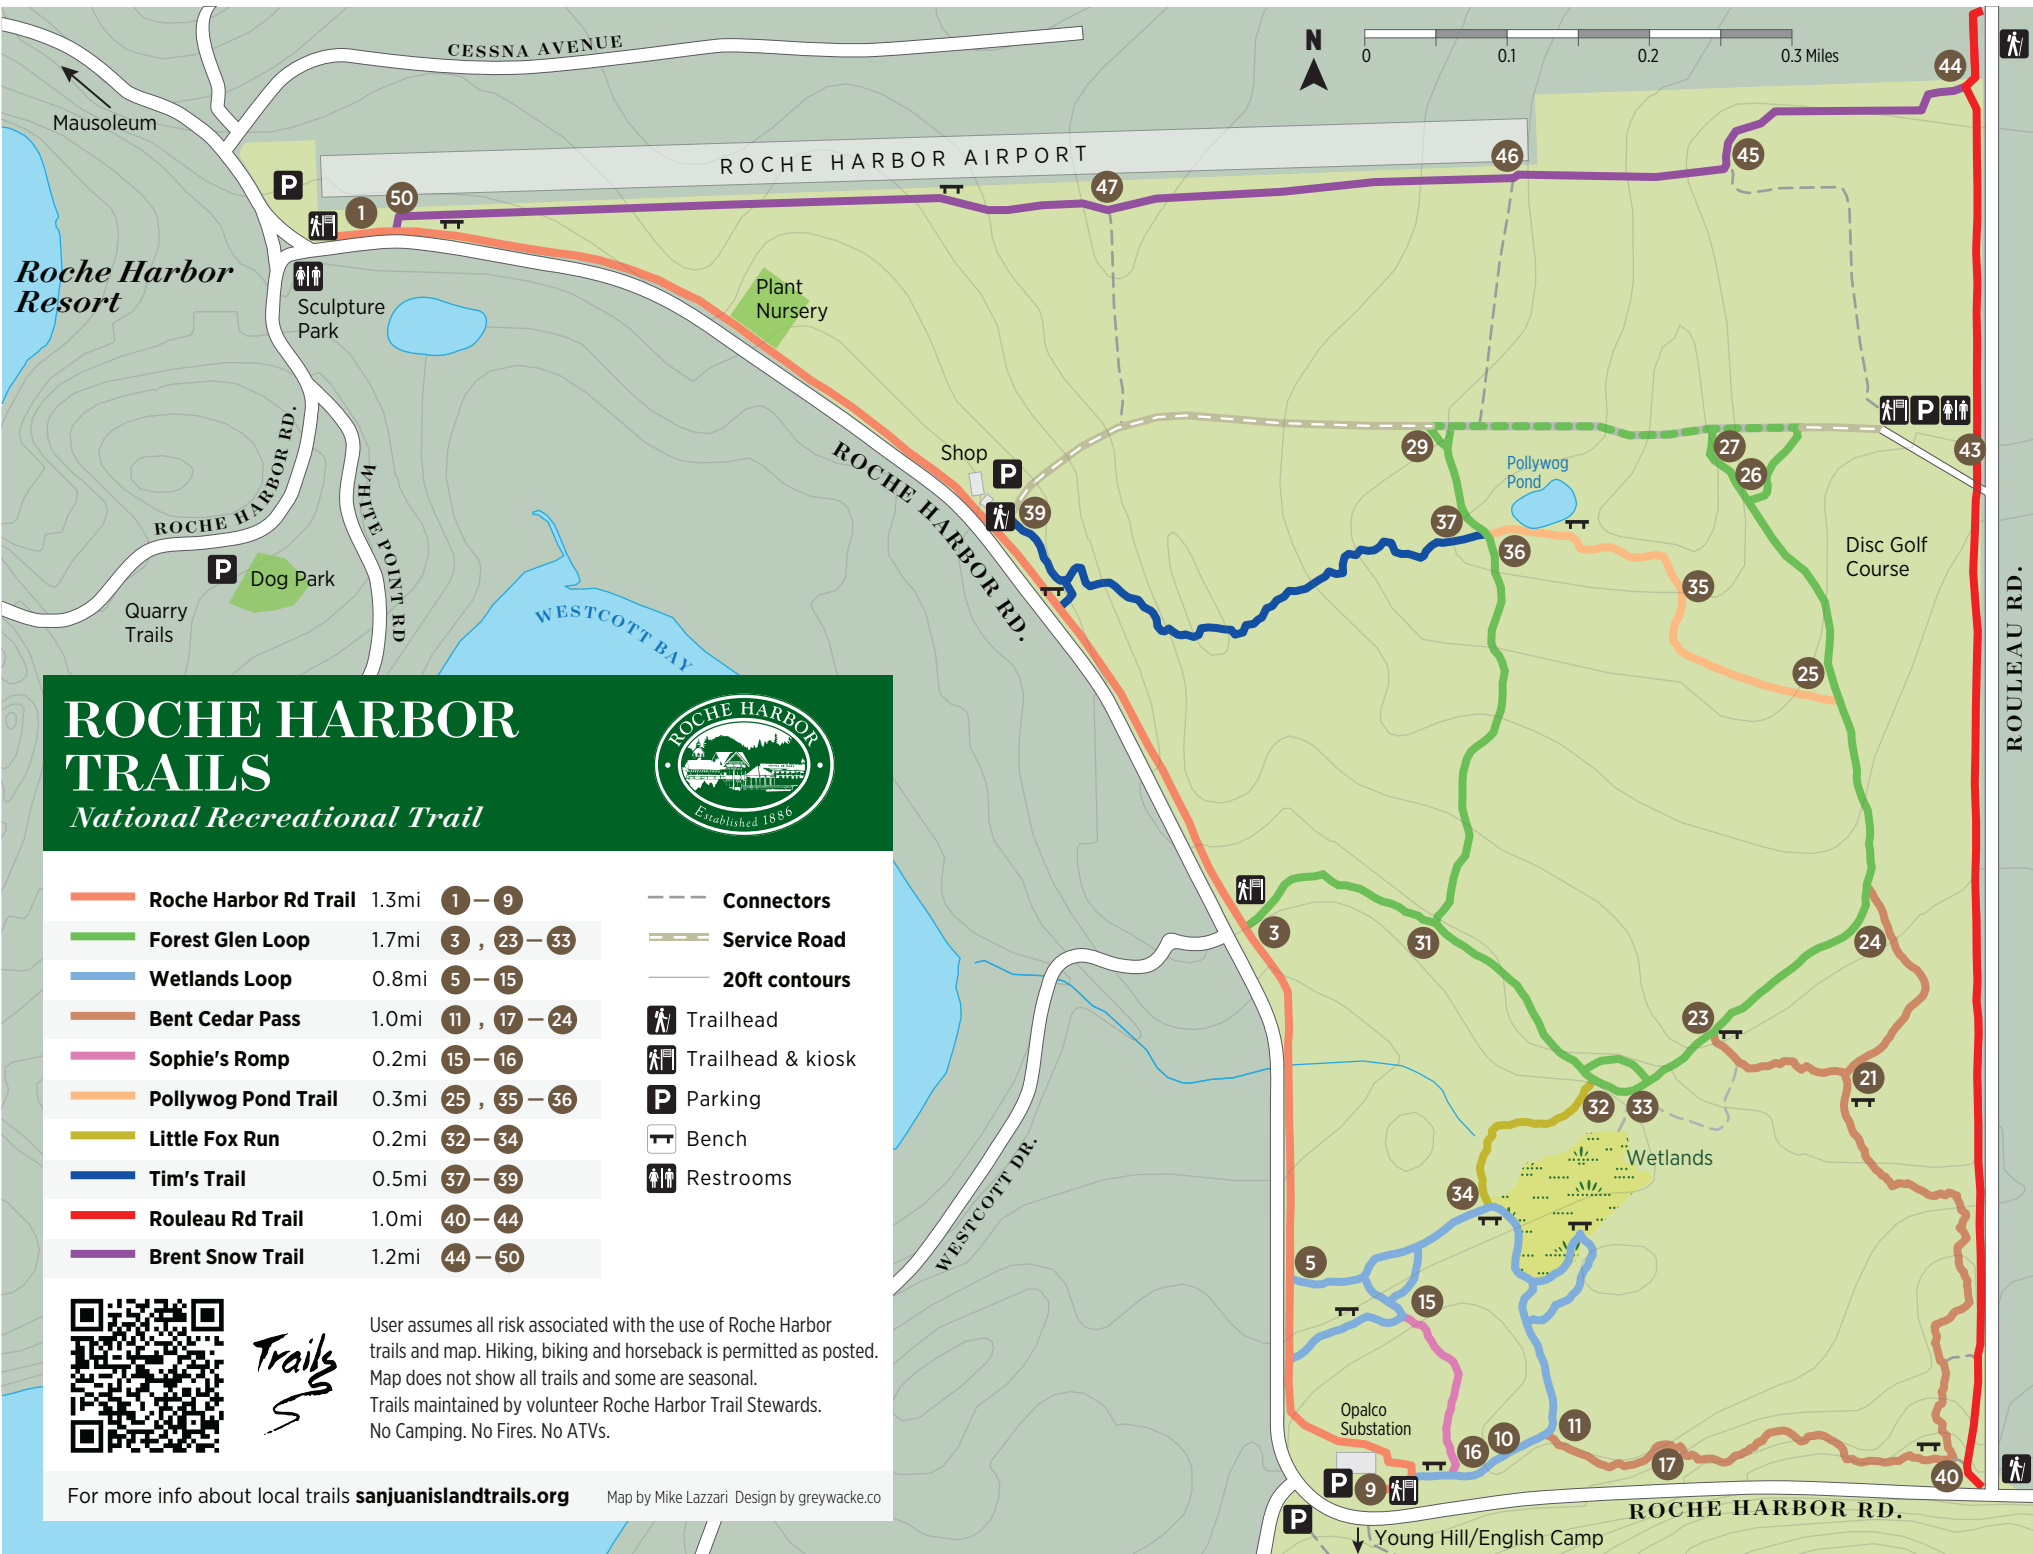 CESSNA AVENUE
N
0
0.1
0.2
0.3 Miles
44
Mausoleum
ROCHE HARBOR AIRPORT
46
45
47
P
50
1
Roche Harbor
Resort
Sculpture
Park
Plant
Nursery
ROCHE HARBOR RD.
WHITE POINT RD
ROCHE HARBOR RD.
Shop
P
39
29
27
26
P
43
Pollywog
Pond
37
36
35
Disc Golf
Course
ROULEAU RD.
P
Dog Park
Quarry
Trails
WESTCOTT BAY
25
ROCHE HARBOR
TRAILS
National Recreational Trail
ROCHE HARBOR
Established 1886
3
31
24
23
21
32
33
Wetlands
34
5
15
WESTCOTT DR.
Roche Harbor Rd Trail 1.3mi 1 – 9
Forest Glen Loop 1.7mi 3 , 23 – 33
Wetlands Loop 0.8mi 5 – 15
Bent Cedar Pass 1.0mi 11 , 17 – 24
Sophie's Romp 0.2mi 15 – 16
Pollywog Pond Trail 0.3mi 25 , 35 – 36
Little Fox Run 0.2mi 32 – 34
Tim's Trail 0.5mi 37 – 39
Rouleau Rd Trail 1.0mi 40 – 44
Brent Snow Trail 1.2mi 44 – 50
Connectors
Service Road
20ft contours
Trailhead
Trailhead & kiosk
P Parking
Bench
Restrooms
Trails
User assumes all risk associated with the use of Roche Harbor
trails and map. Hiking, biking and horseback is permitted as posted.
Map does not show all trails and some are seasonal.
Trails maintained by volunteer Roche Harbor Trail Stewards.
No Camping. No Fires. No ATVs.
For more info about local trails sanjuanislandtrails.org
Map by Mike Lazzari Design by greywacke.co
Opalco
Substation
P
9
16
10
11
17
40
P
ROCHE HARBOR RD.
Young Hill/English Camp
ROCHE HARBOR RD.